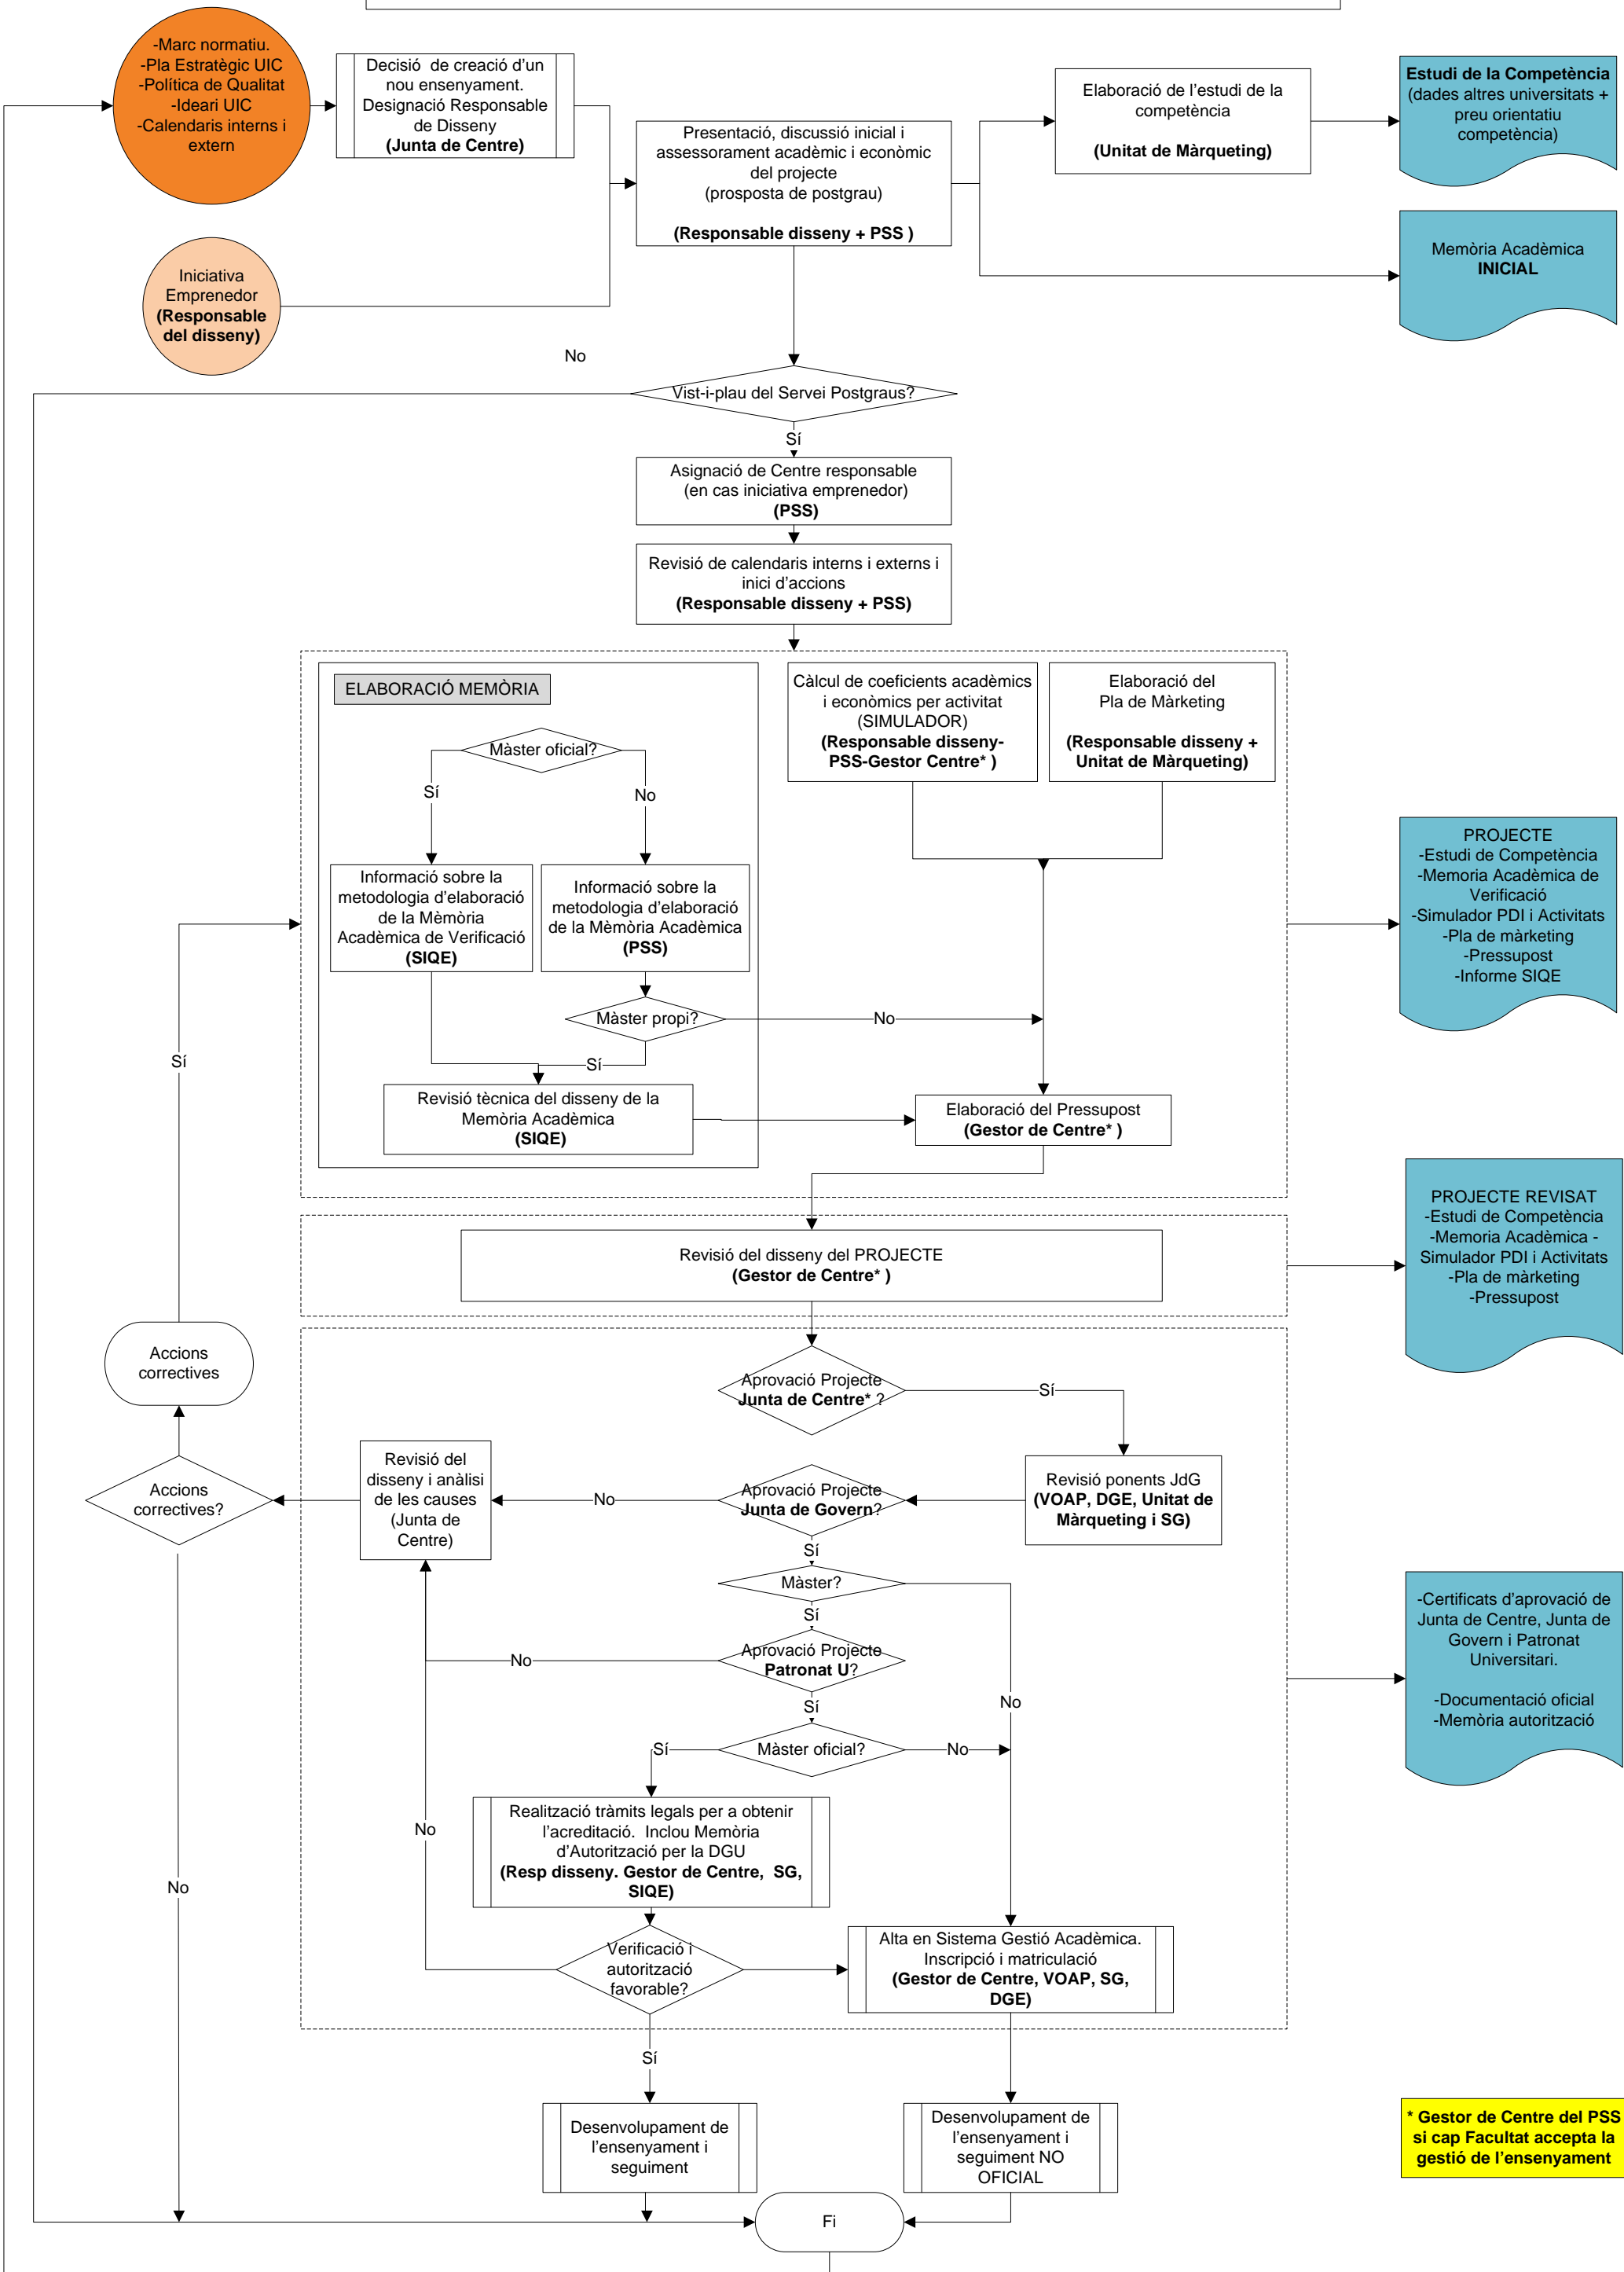 -Marc normatiu.
-Pla Estratègic UIC
-Política de Qualitat
-Ideari UIC
-Calendaris interns i
extern
Decisió de creació d'un
nou ensenyament.
Designació Responsable
de Disseny
(Junta de Centre)
Elaboració de l'estudi de la
competència
(Unitat de Màrqueting)
Estudi de la Competència
(dades altres universitats +
preu orientatiu
competència)
Presentació, discussió inicial i
assessorament acadèmic i econòmic
del projecte
(prosposta de postgrau)
(Responsable disseny + PSS )
Memòria Acadèmica
INICIAL
Iniciativa
Emprenedor
(Responsable
del disseny)
No
Vist-i-plau del Servei Postgraus?
Sí
Asignació de Centre responsable
(en cas iniciativa emprenedor)
(PSS)
Revisió de calendaris interns i externs i
inici d'accions
(Responsable disseny + PSS)
ELABORACIÓ MEMÒRIA
Màster oficial?
Sí
No
Càlcul de coeficients acadèmics
i econòmics per activitat
(SIMULADOR)
(Responsable disseny-
PSS-Gestor Centre* )
Elaboració del
Pla de Màrketing
(Responsable disseny +
Unitat de Màrqueting)
Informació sobre la
metodologia d'elaboració
de la Mèmòria
Acadèmica de Verificació
(SIQE)
Informació sobre la
metodologia d'elaboració
de la Mèmòria Acadèmica
(PSS)
PROJECTE
-Estudi de Competència
-Memoria Acadèmica de
Verificació
-Simulador PDI i Activitats
-Pla de màrketing
-Pressupost
-Informe SIQE
Màster propi?
No
Sí
Sí
Revisió tècnica del disseny de la
Memòria Acadèmica
(SIQE)
Elaboració del Pressupost
(Gestor de Centre* )
PROJECTE REVISAT
-Estudi de Competència
-Memoria Acadèmica -
Simulador PDI i Activitats
-Pla de màrketing
-Pressupost
Revisió del disseny del PROJECTE
(Gestor de Centre* )
Accions
correctives
Aprovació Projecte
Junta de Centre* ?
Sí
Accions
correctives?
Revisió del
disseny i anàlisi
de les causes
(Junta de
Centre)
No
Aprovació Projecte
Junta de Govern?
Revisió ponents JdG
(VOAP, DGE, Unitat de
Màrqueting i SG)
Sí
Màster?
Sí
No
Aprovació Projecte
Patronat U?
No
Sí
Sí
Màster oficial?
No
-Certificats d'aprovació de
Junta de Centre, Junta de
Govern i Patronat
Universitari.
-Documentació oficial
-Memòria autorització
No
Realització tràmits legals per a obtenir
l'acreditació. Inclou Memòria
d'Autorització per la DGU
(Resp disseny. Gestor de Centre, SG,
SIQE)
No
Verificació i
autorització
favorable?
Alta en Sistema Gestió Acadèmica.
Inscripció i matriculació
(Gestor de Centre, VOAP, SG,
DGE)
Sí
Desenvolupament de
l'ensenyament i
seguiment
Desenvolupament de
l'ensenyament i
seguiment NO
OFICIAL
* Gestor de Centre del PSS
si cap Facultat accepta la
gestió de l'ensenyament
Fi